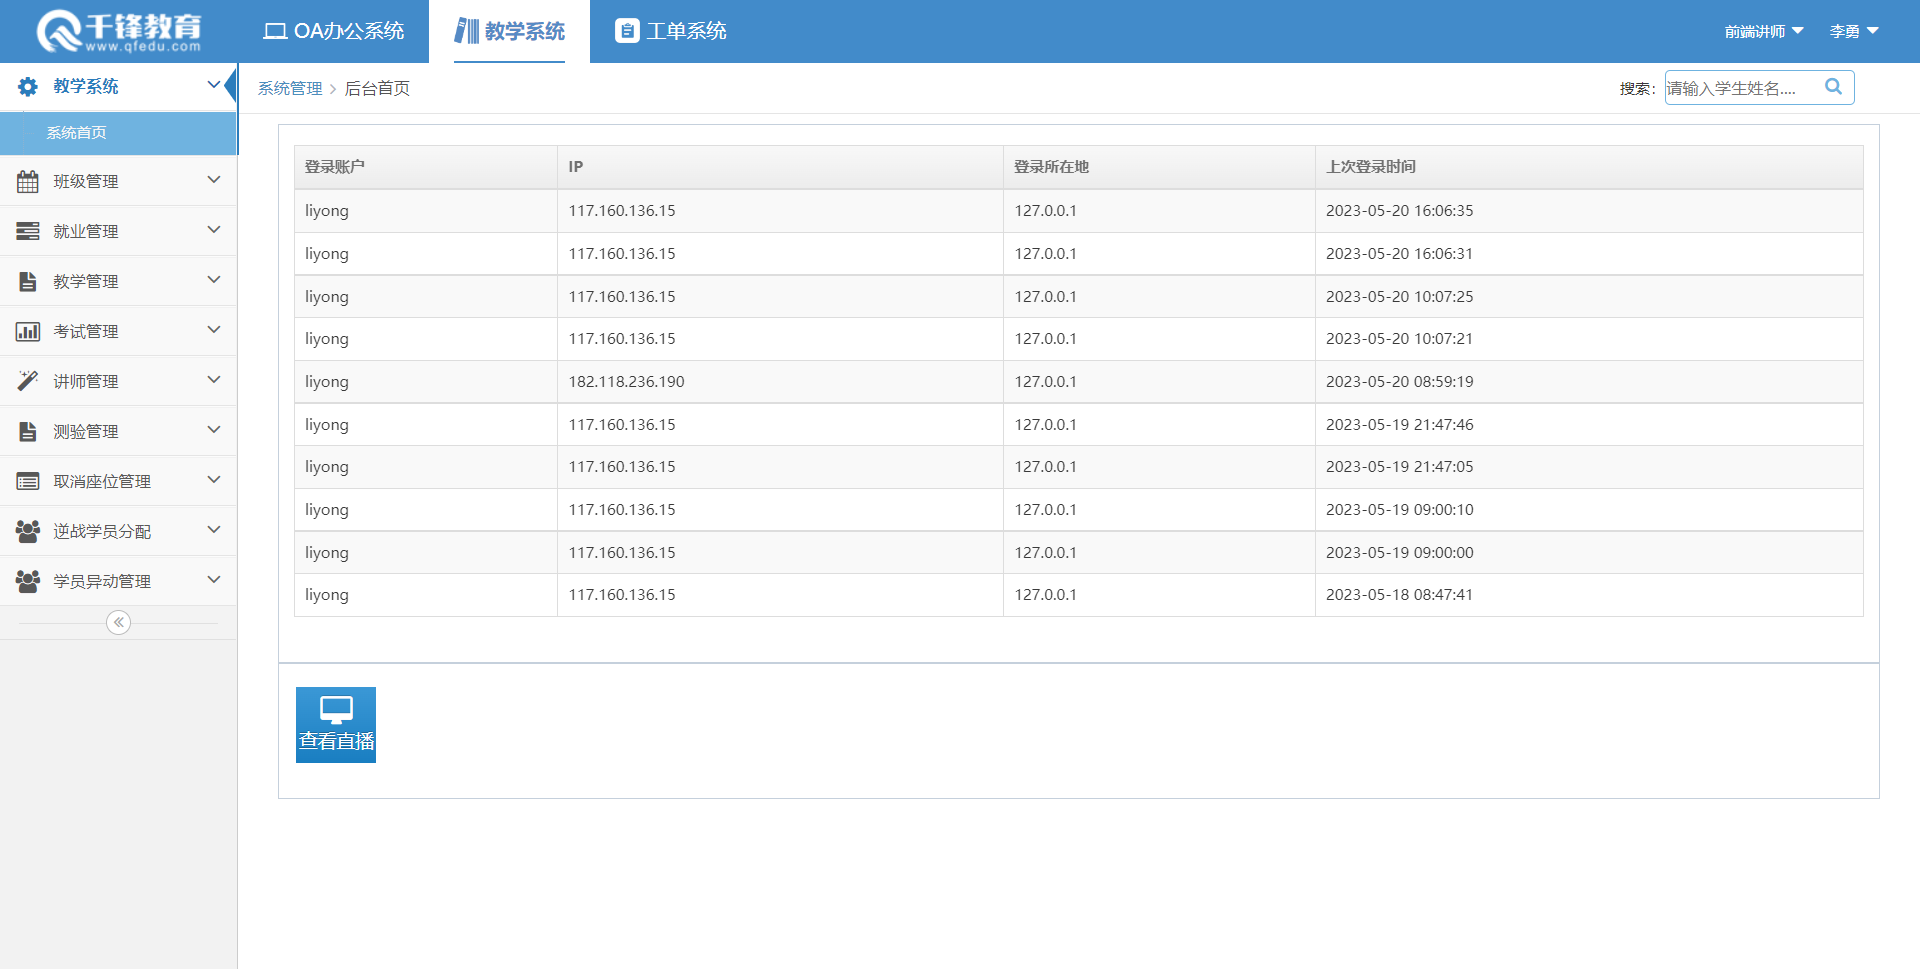 千锋教育
www.qfedu.com
OA办公系统
教学系统
工单系统
前端讲师
李勇
教学系统
系统首页
班级管理
就业管理
教学管理
考试管理
讲师管理
测验管理
取消座位管理
逆战学员分配
学员异动管理
系统管理 > 后台首页
搜索: 请输入学生姓名....
登录账户 IP 登录所在地 上次登录时间
liyong 117.160.136.15 127.0.0.1 2023-05-20 16:06:35
liyong 117.160.136.15 127.0.0.1 2023-05-20 16:06:31
liyong 117.160.136.15 127.0.0.1 2023-05-20 10:07:25
liyong 117.160.136.15 127.0.0.1 2023-05-20 10:07:21
liyong 182.118.236.190 127.0.0.1 2023-05-20 08:59:19
liyong 117.160.136.15 127.0.0.1 2023-05-19 21:47:46
liyong 117.160.136.15 127.0.0.1 2023-05-19 21:47:05
liyong 117.160.136.15 127.0.0.1 2023-05-19 09:00:10
liyong 117.160.136.15 127.0.0.1 2023-05-19 09:00:00
liyong 117.160.136.15 127.0.0.1 2023-05-18 08:47:41
查看直播